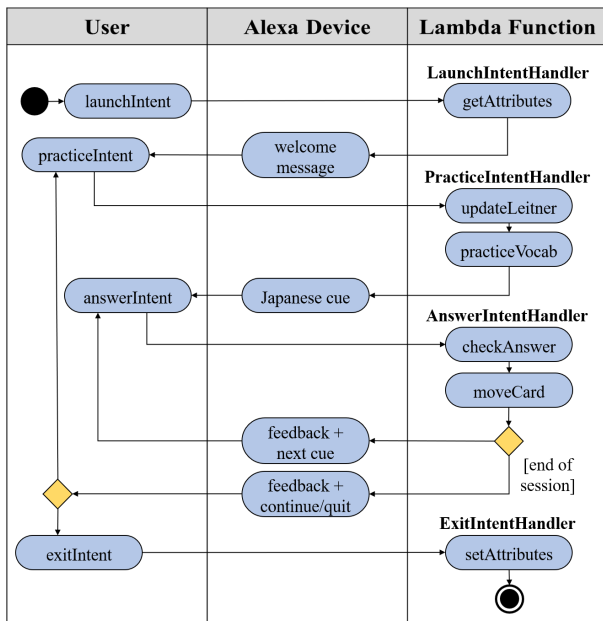 User
Alexa Device
Lambda Function
LaunchIntentHandler
launchIntent
getAttributes
practiceIntent
welcome
message
PracticeIntentHandler
updateLeitner
practiceVocab
answerIntent
Japanese cue
AnswerIntentHandler
checkAnswer
moveCard
feedback +
next cue
[end of
session]
feedback +
continue/quit
ExitIntentHandler
exitIntent
setAttributes